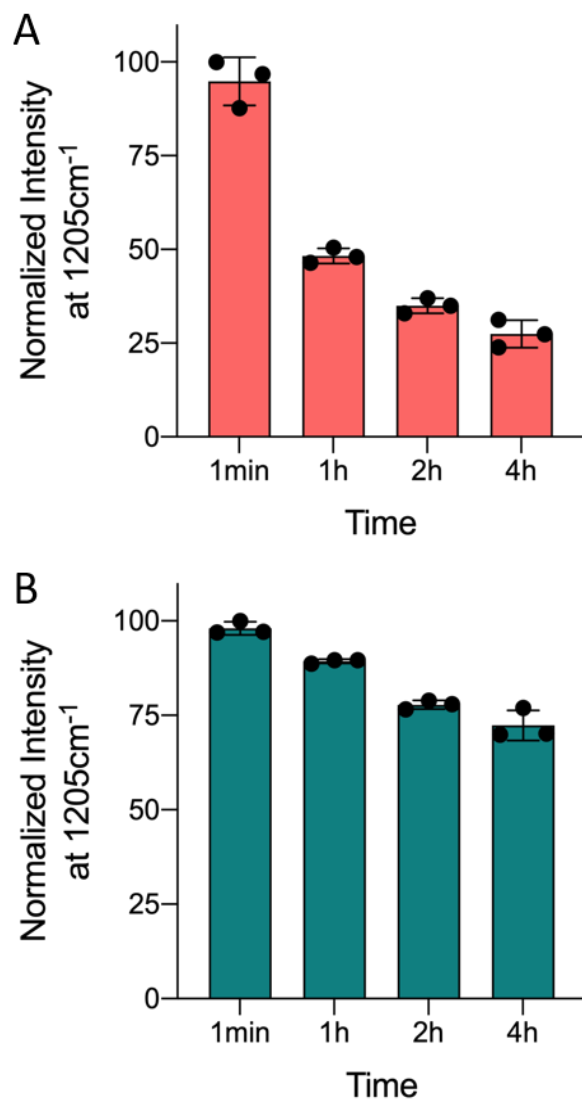 A
Normalized Intensity
at 1205cm⁻¹
100
75
50
25
0
1min 1h 2h 4h
Time
B
Normalized Intensity
at 1205cm⁻¹
100
75
50
25
0
1min 1h 2h 4h
Time